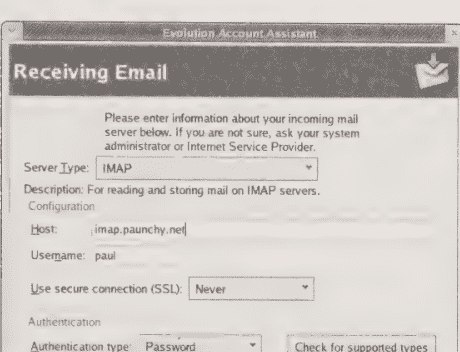 Evolution Account Assistant
Receiving Email
Please enter information about your incoming mail
server below. If you are not sure, ask your system
administrator or Internet Service Provider.
Server Type: IMAP
Description: For reading and storing mail on IMAP servers.
Configuration
Host: imap.paunchy.net
Username: paul
Use secure connection (SSL): Never
Authentication
Authentication type: Password Check for supported types